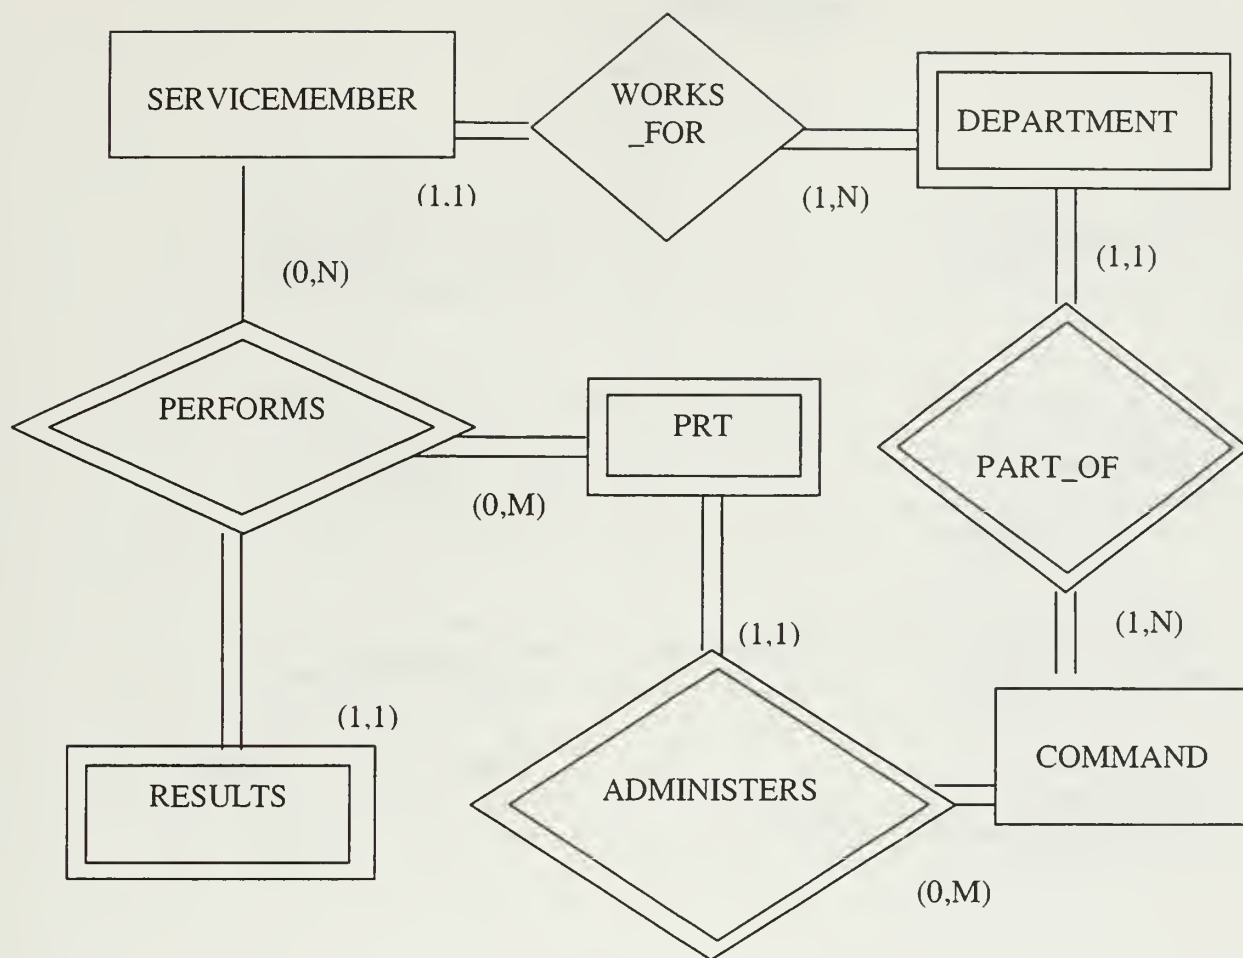 SERVICEMEMBER
WORKS
_FOR
DEPARTMENT
(1,1)
(1,N)
(0,N)
(1,1)
PERFORMS
PRT
PART_OF
(0,M)
(1,1)
(1,N)
(1,1)
RESULTS
ADMINISTERS
COMMAND
(0,M)